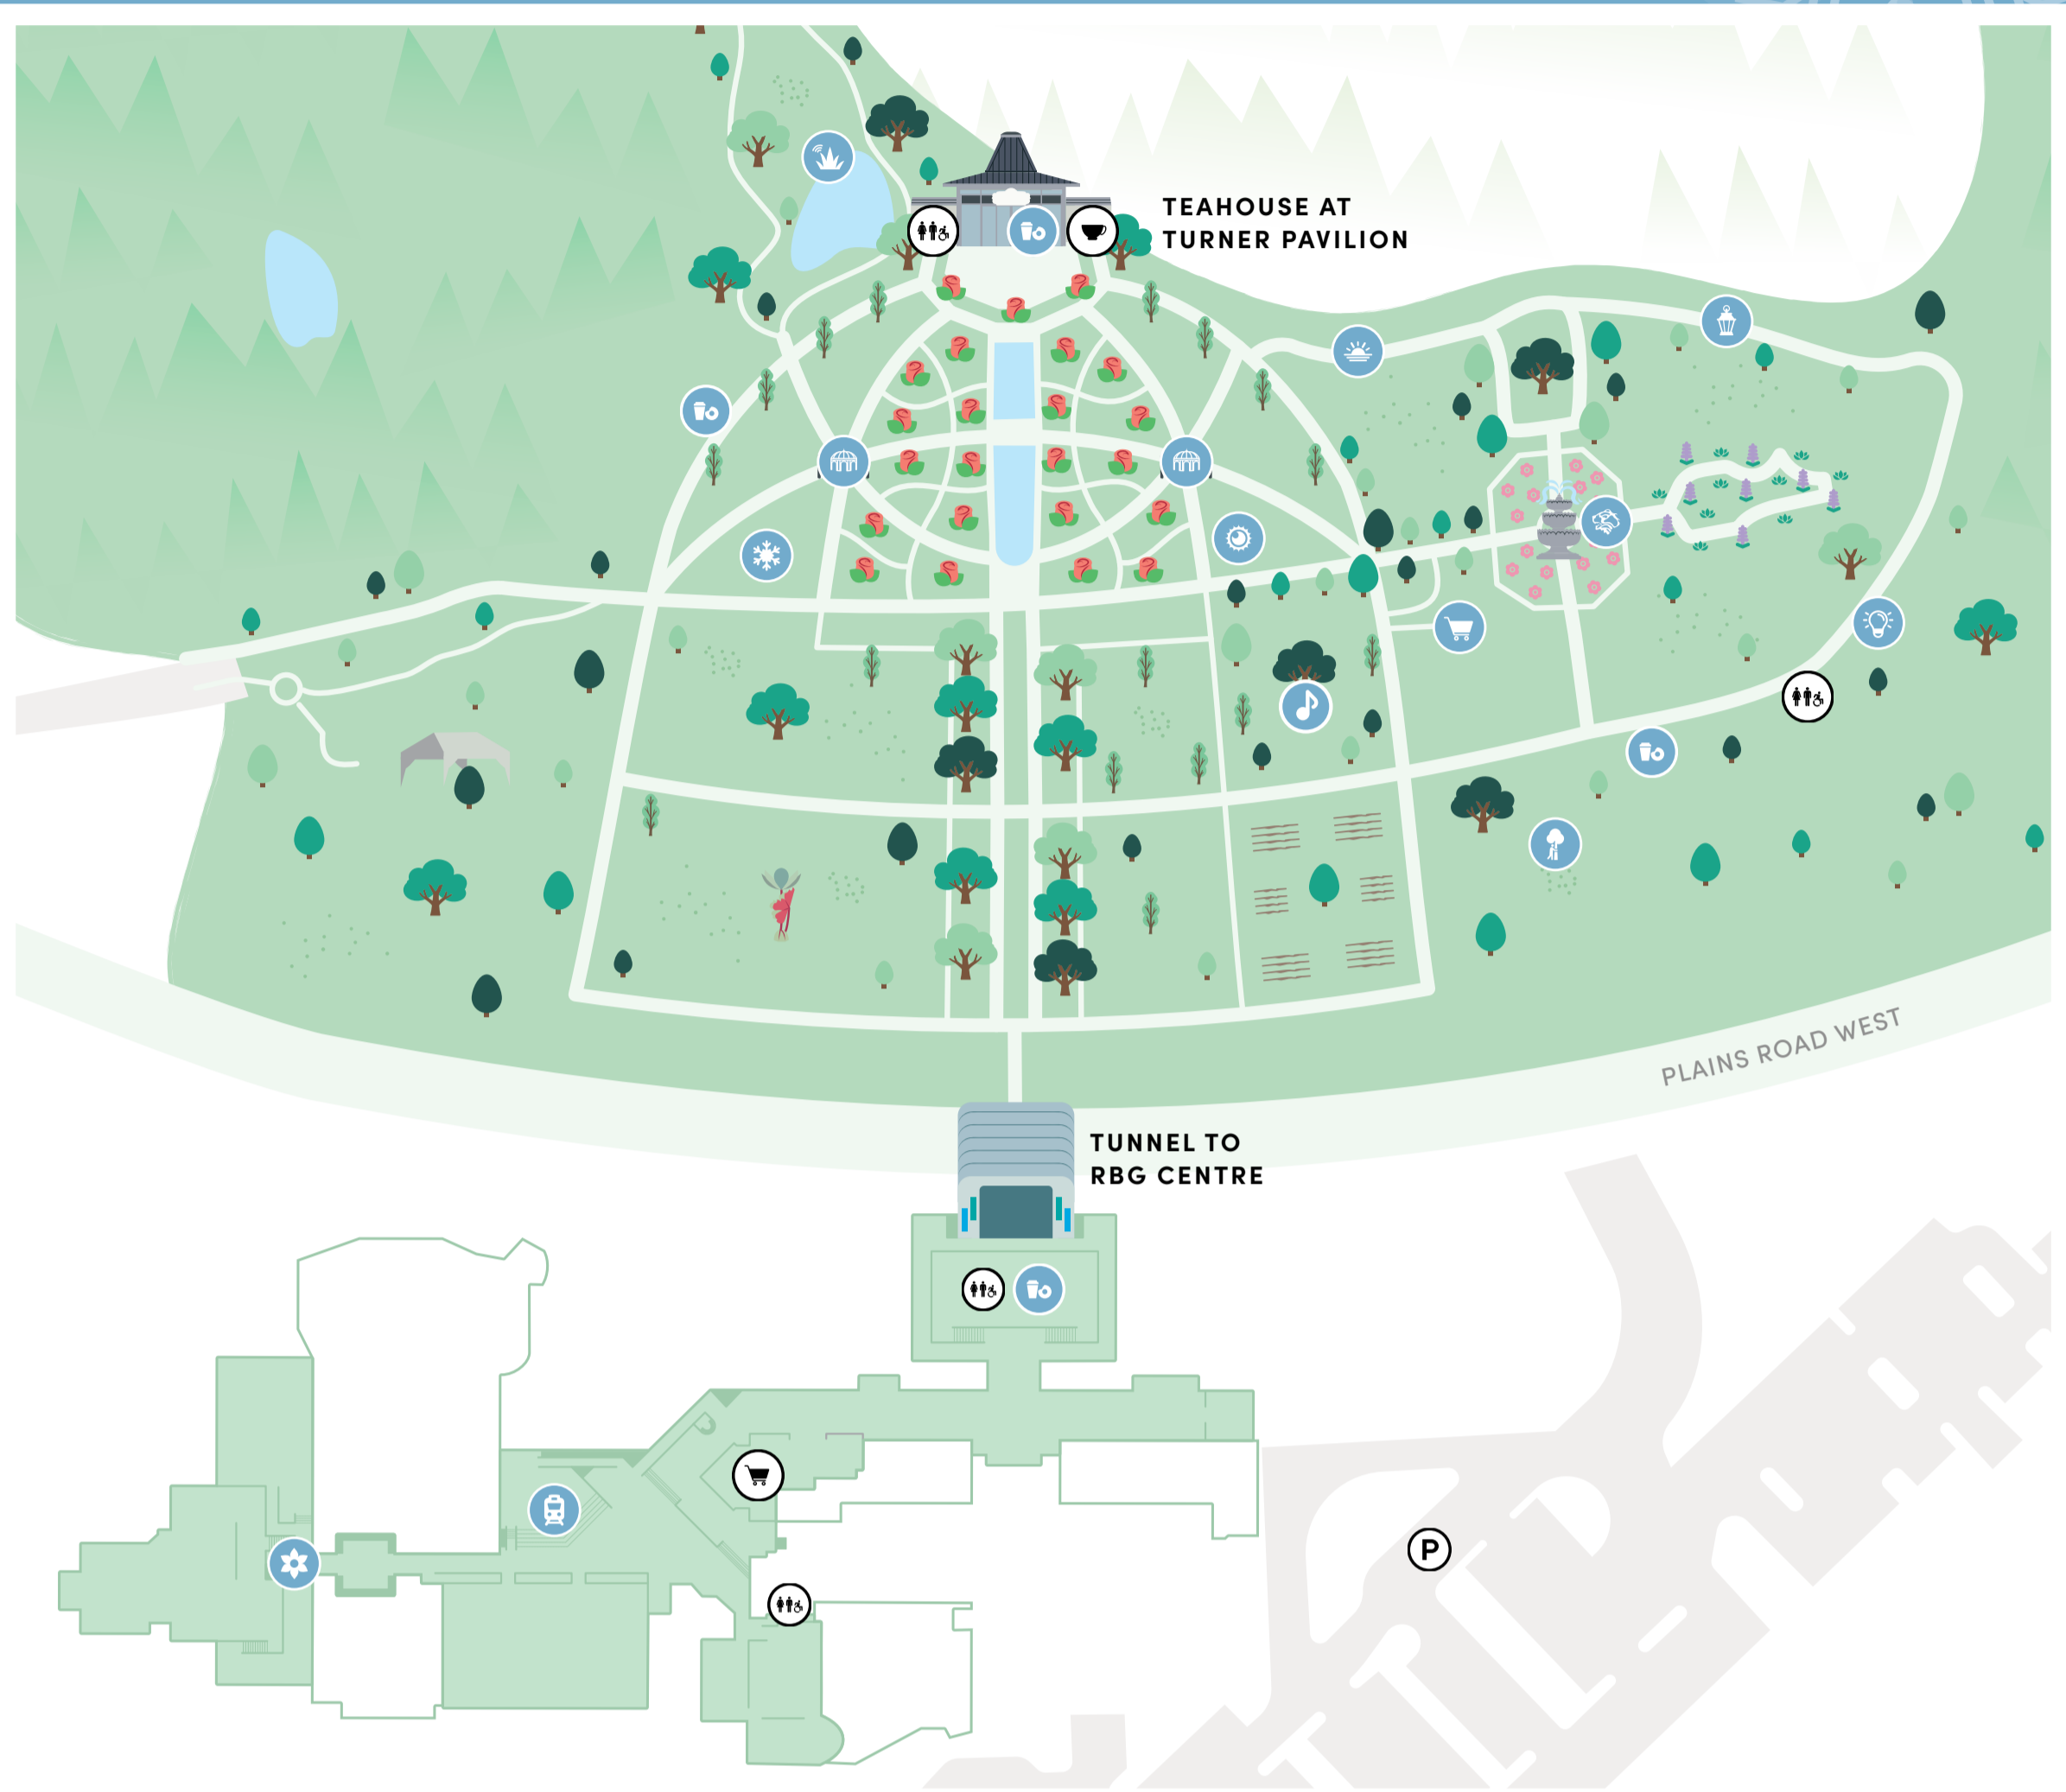 TEAHOUSE AT
TURNER PAVILION
PLAINS ROAD WEST
TUNNEL TO
RBG CENTRE
P